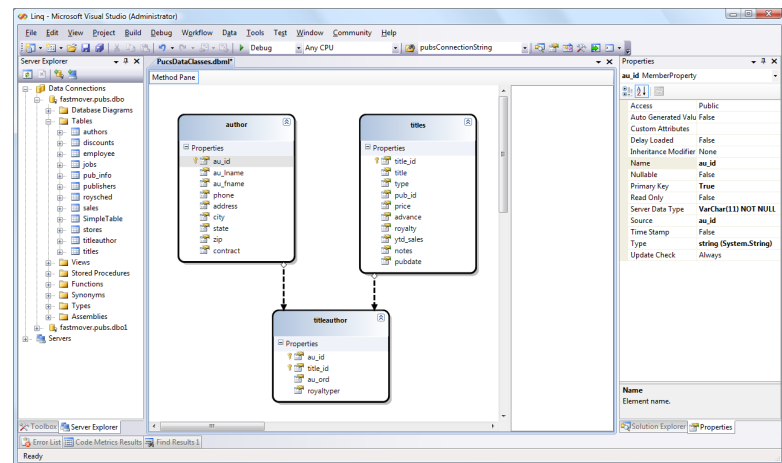 Linq - Microsoft Visual Studio (Administrator)
File Edit View Project Build Debug Workflow Data Tools Test Window Community Help
Debug Any CPU pubsConnectionString
Server Explorer
Data Connections
fastmover.pubs.dbo
Database Diagrams
Tables
authors
discounts
employee
jobs
pub_info
publishers
roysched
sales
SimpleTable
stores
titleauthor
titles
Views
Stored Procedures
Functions
Synonyms
Types
Assemblies
fastmover.pubs.dbo1
Servers
Toolbox Server Explorer
PucsDataClasses.dbml*
Method Pane
author
Properties
au_id
au_lname
au_fname
phone
address
city
state
zip
contract
titles
Properties
title_id
title
type
pub_id
price
advance
royalty
ytd_sales
notes
pubdate
titleauthor
Properties
au_id
title_id
au_ord
royaltyper
Properties
au_id MemberProperty
Access Public
Auto Generated Valu False
Custom Attributes
Delay Loaded False
Inheritance Modifier None
Name au_id
Nullable False
Primary Key True
Read Only False
Server Data Type VarChar(11) NOT NULL
Source au_id
Time Stamp False
Type string (System.String)
Update Check Always
Name
Element name.
Solution Explorer Properties
Error List Code Metrics Results Find Results 1
Ready